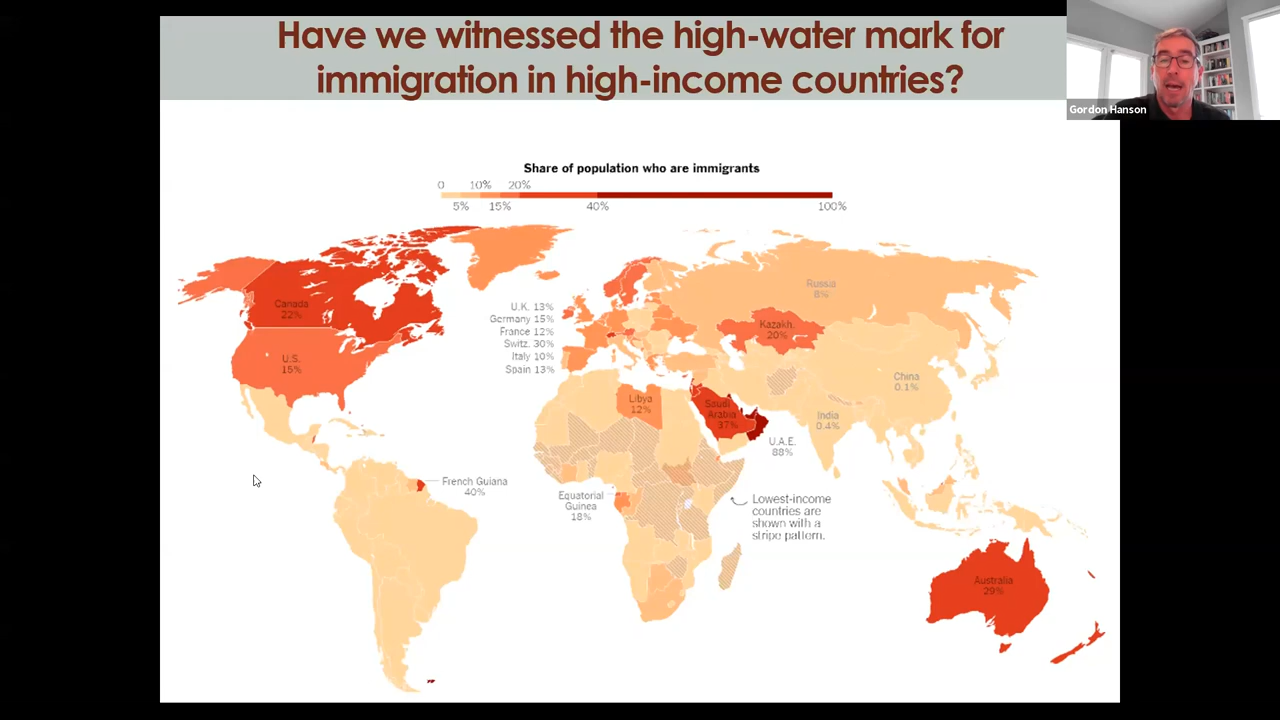 Have we witnessed the high-water mark for
immigration in high-income countries?
Gordon Hanson
Share of population who are immigrants
0 10% 20%
5% 15% 40% 100%
Canada
22%
U.S.
15%
U.K. 13%
Germany 15%
France 12%
Switz. 30%
Italy 10%
Spain 13%
Russia
8%
Kazakh.
20%
China
0.1%
India
0.4%
Libya
12%
Saudi
Arabia
37%
U.A.E.
88%
French Guiana
40%
Equatorial
Guinea
18%
Lowest-income
countries are
shown with a
stripe pattern.
Australia
29%